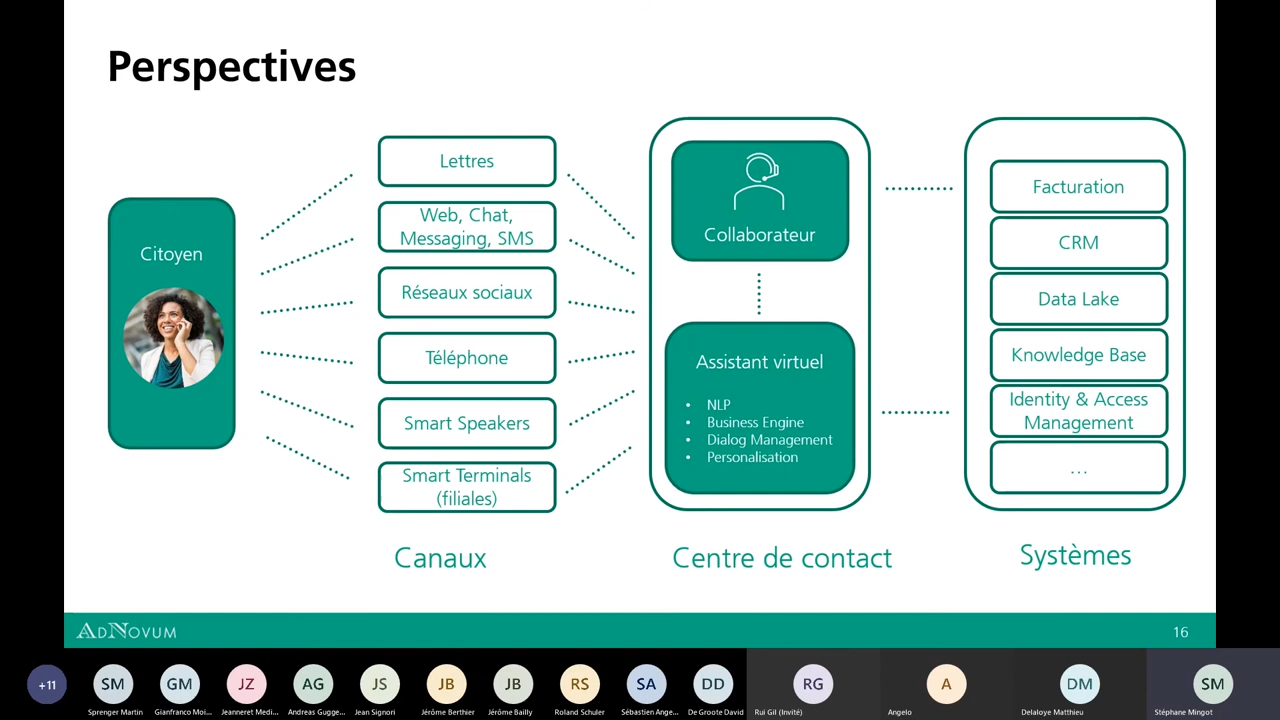 Perspectives
Citoyen
Lettres
Web, Chat,
Messaging, SMS
Réseaux sociaux
Téléphone
Smart Speakers
Smart Terminals
(filiales)
Canaux
Collaborateur
Assistant virtuel
• NLP
• Business Engine
• Dialog Management
• Personalisation
Centre de contact
Facturation
CRM
Data Lake
Knowledge Base
Identity & Access
Management
...
Systèmes
ADNOVUM
16
+11
SM
GM
JZ
AG
JS
JB
JB
RS
SA
DD
RG
A
DM
SM
Sprenger Martin
Gianfranco Moi...
Jeanneret Medi...
Andreas Gugge...
Jean Signori
Jérôme Berthier
Jérôme Bailly
Roland Schuler
Sébastien Ange...
De Groote David
Rui Gil (Invité)
Angelo
Delaloye Matthieu
Stéphane Mingot